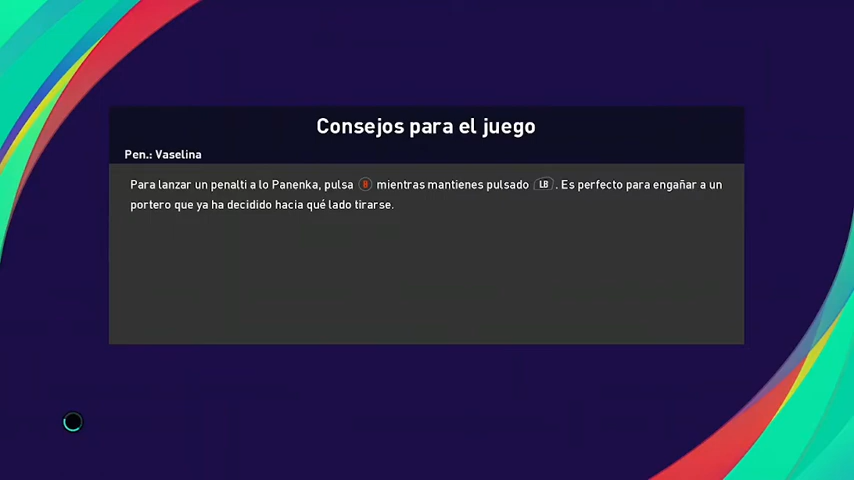 Consejos para el juego
Pen.: Vaselina
Para lanzar un penalti a lo Panenka, pulsa B mientras mantienes pulsado LB. Es perfecto para engañar a un
portero que ya ha decidido hacia qué lado tirarse.